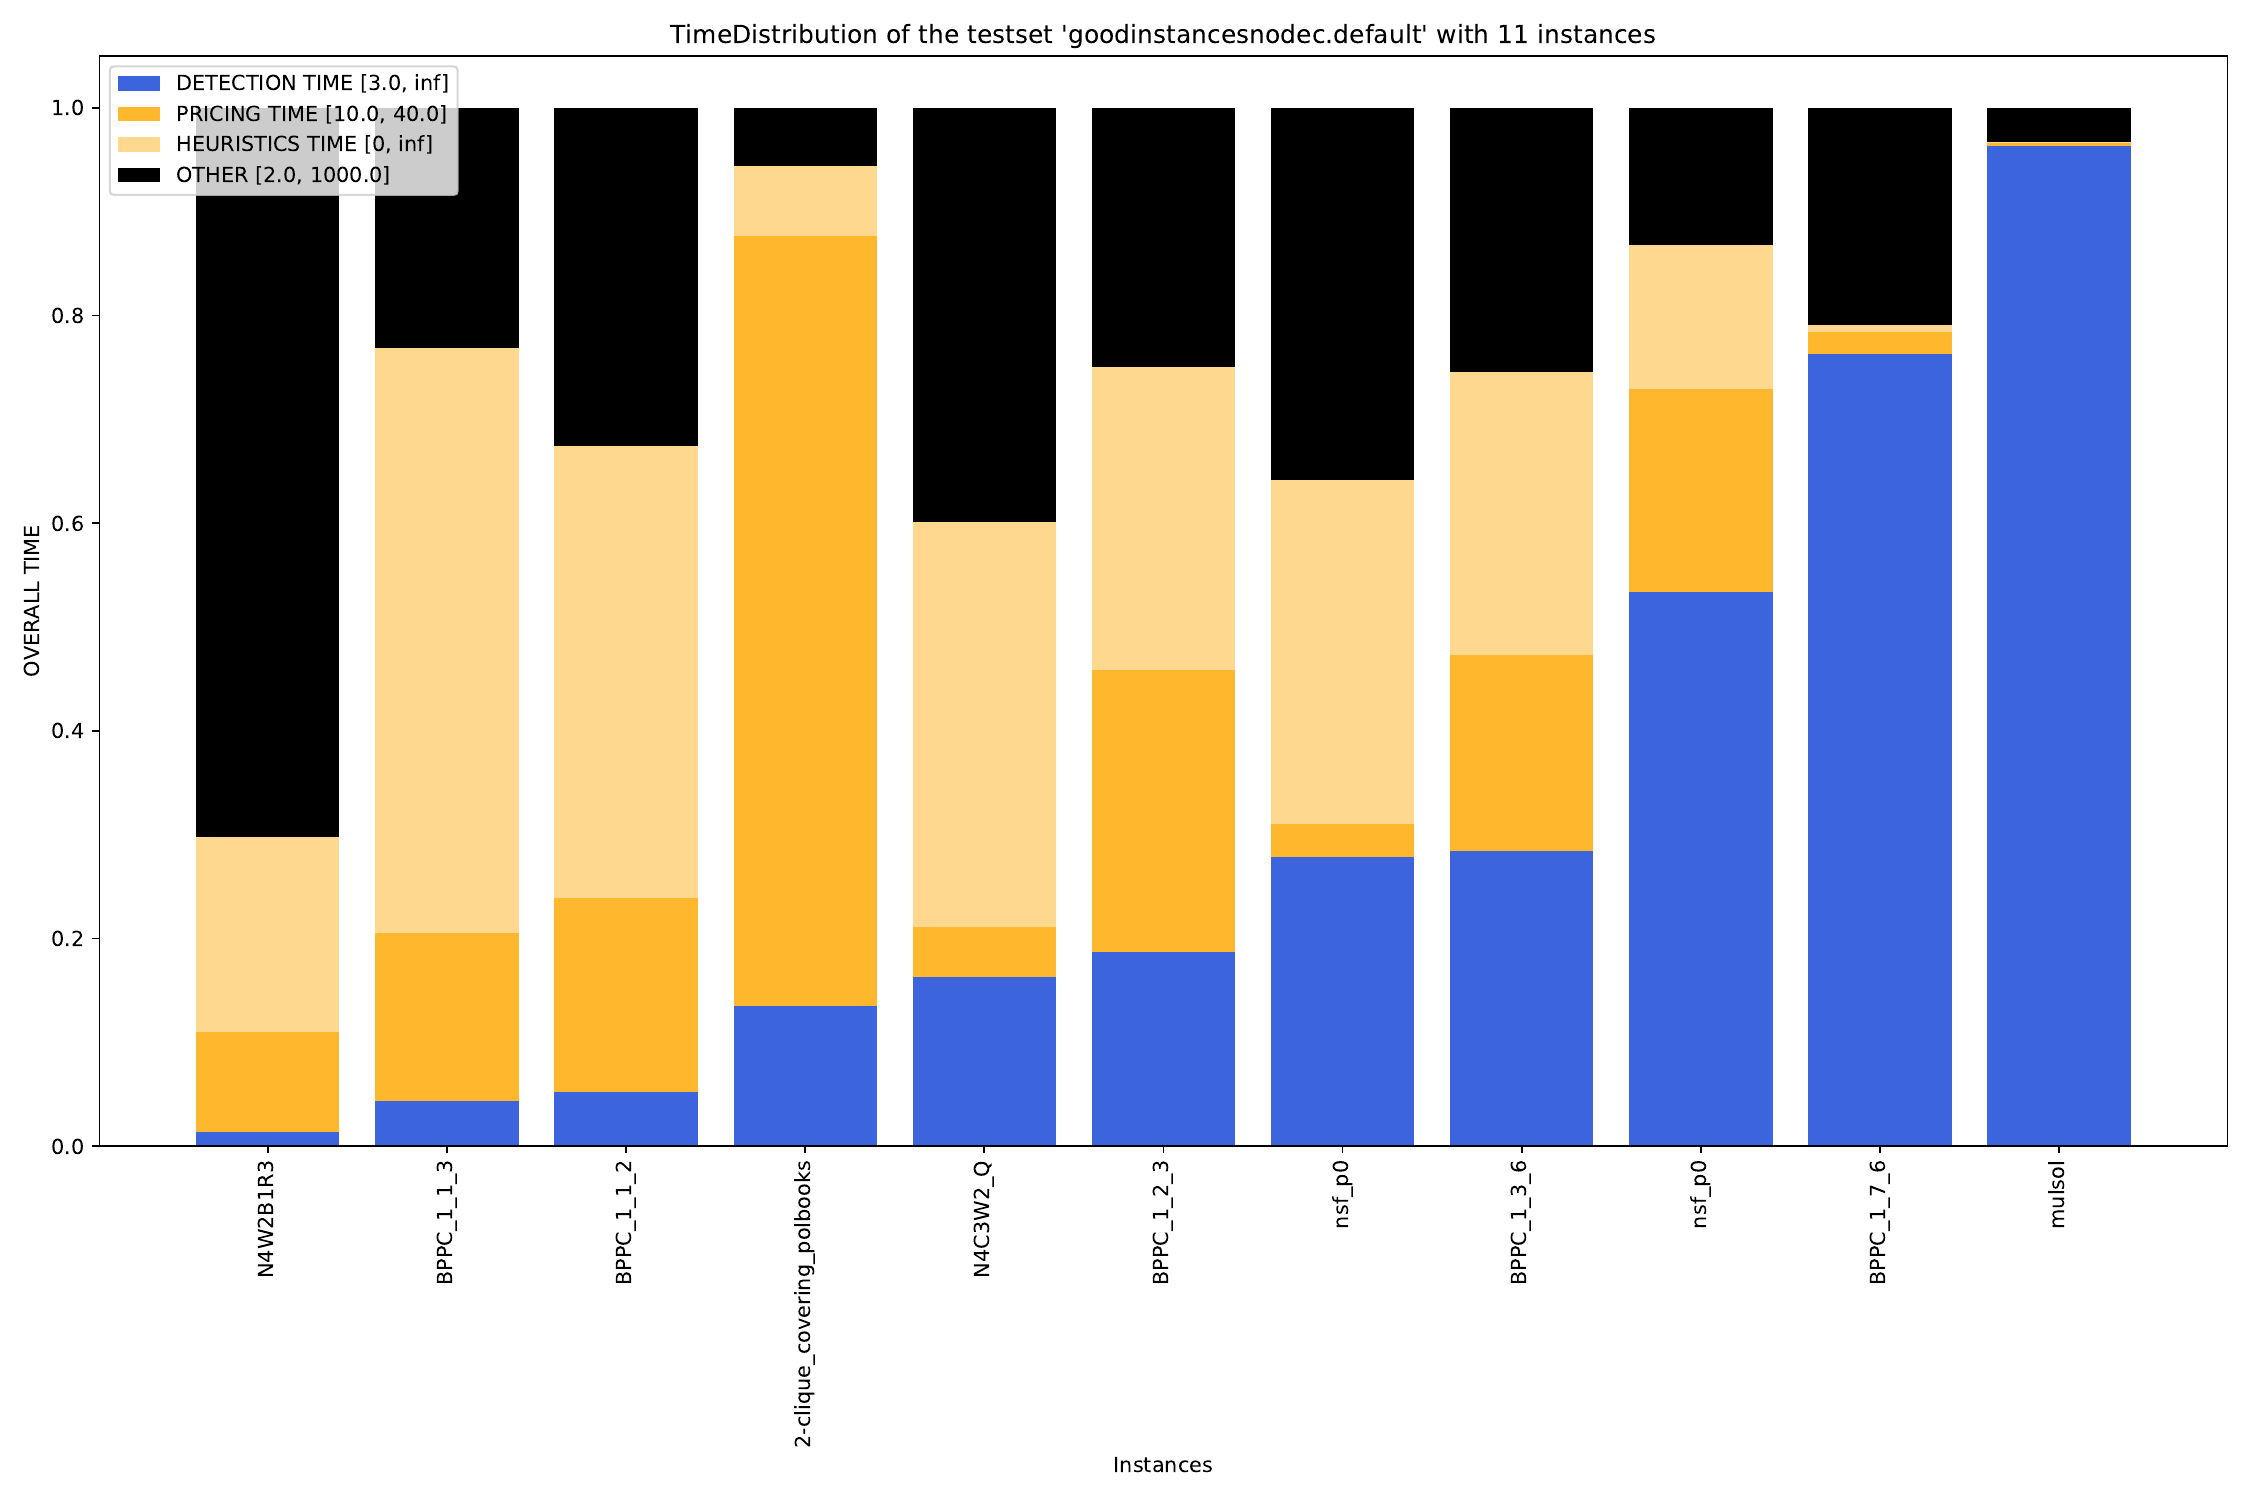 TimeDistribution of the testset 'goodinstancesnodec.default' with 11 instances
DETECTION TIME [3.0, inf]
PRICING TIME [10.0, 40.0]
HEURISTICS TIME [0, inf]
OTHER [2.0, 1000.0]
OVERALL TIME
1.0
0.8
0.6
0.4
0.2
0.0
N4W2B1R3
BPPC_1_1_3
BPPC_1_1_2
2-clique_covering_polbooks
N4C3W2_Q
BPPC_1_2_3
nsf_p0
BPPC_1_3_6
nsf_p0
BPPC_1_7_6
mulsol
Instances